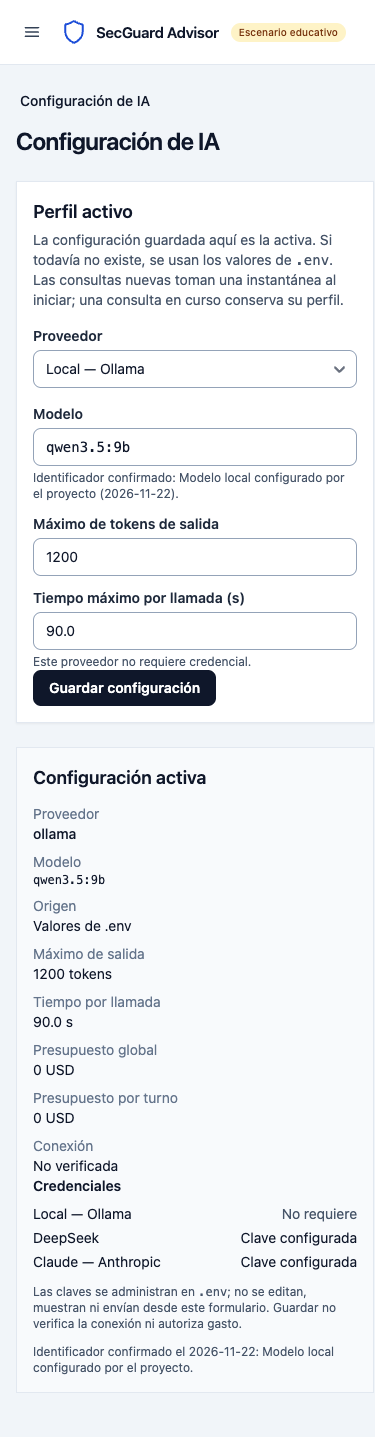 SecGuard Advisor
Escenario educativo
Configuración de IA
Configuración de IA
Perfil activo
La configuración guardada aquí es la activa. Si
todavía no existe, se usan los valores de .env.
Las consultas nuevas toman una instantánea al
iniciar; una consulta en curso conserva su perfil.
Proveedor
Local — Ollama
Modelo
qwen3.5:9b
Identificador confirmado: Modelo local configurado por
el proyecto (2026-11-22).
Máximo de tokens de salida
1200
Tiempo máximo por llamada (s)
90.0
Este proveedor no requiere credencial.
Guardar configuración
Configuración activa
Proveedor
ollama
Modelo
qwen3.5:9b
Origen
Valores de .env
Máximo de salida
1200 tokens
Tiempo por llamada
90.0 s
Presupuesto global
0 USD
Presupuesto por turno
0 USD
Conexión
No verificada
Credenciales
Local — Ollama No requiere
DeepSeek Clave configurada
Claude — Anthropic Clave configurada
Las claves se administran en .env; no se editan,
muestran ni envían desde este formulario. Guardar no
verifica la conexión ni autoriza gasto.
Identificador confirmado el 2026-11-22: Modelo local
configurado por el proyecto.